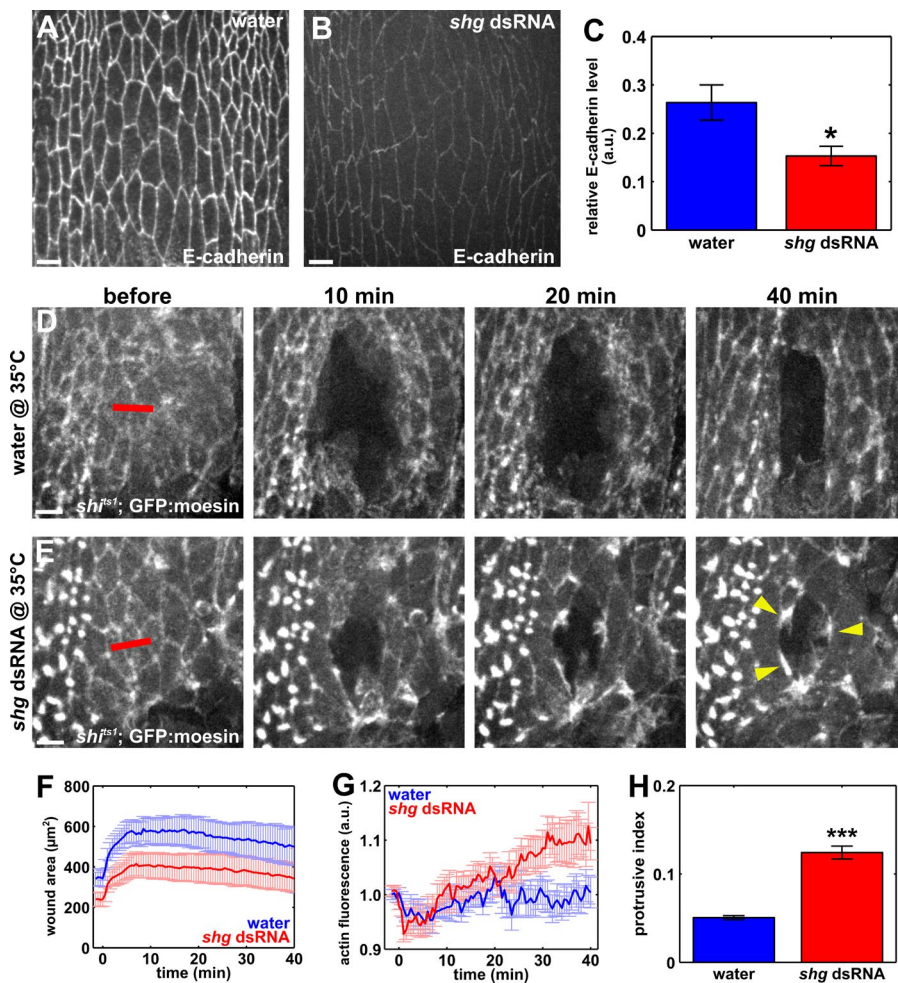 A water
E-cadherin
B shg dsRNA
E-cadherin
C
relative E-cadherin level
(a.u.)
0.4
0.3
0.2
0.1
0
*
water shg dsRNA
before 10 min 20 min 40 min
D
water @ 35°C
shi^ts1; GFP:moesin
E
shg dsRNA @ 35°C
shi^ts1; GFP:moesin
F
wound area (µm²)
800
600
400
200
0
water
shg dsRNA
0 10 20 30 40
time (min)
G
actin fluorescence (a.u.)
water
shg dsRNA
1.2
1.1
1.0
0.9
0 10 20 30 40
time (min)
H
protrusive index
0.2
0.1
0
***
water shg dsRNA